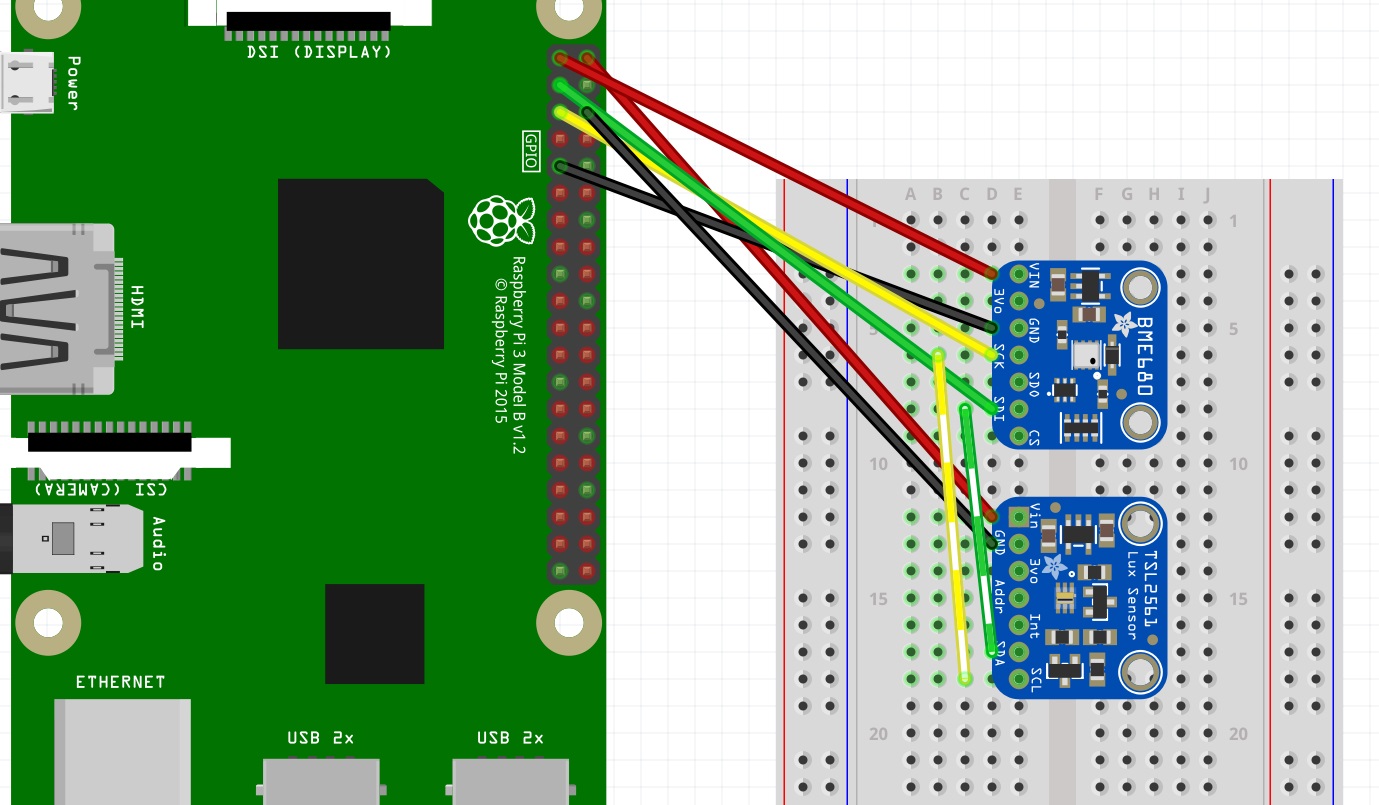 DSI (DISPLAY)
Power
GPIO
HDMI
Raspberry Pi 3 Model B v1.2
© Raspberry Pi 2015
CSI (CAMERA)
Audio
ETHERNET
USB 2x
USB 2x
A B C D E F G H I J
1 1
5 5
10 10
15 15
20 20
VIN
3Vo
GND
SCK
SDO
SDI
CS
BME680
Vin
GND
3vo
Addr
Int
SDA
SCL
TSL2561
Lux Sensor